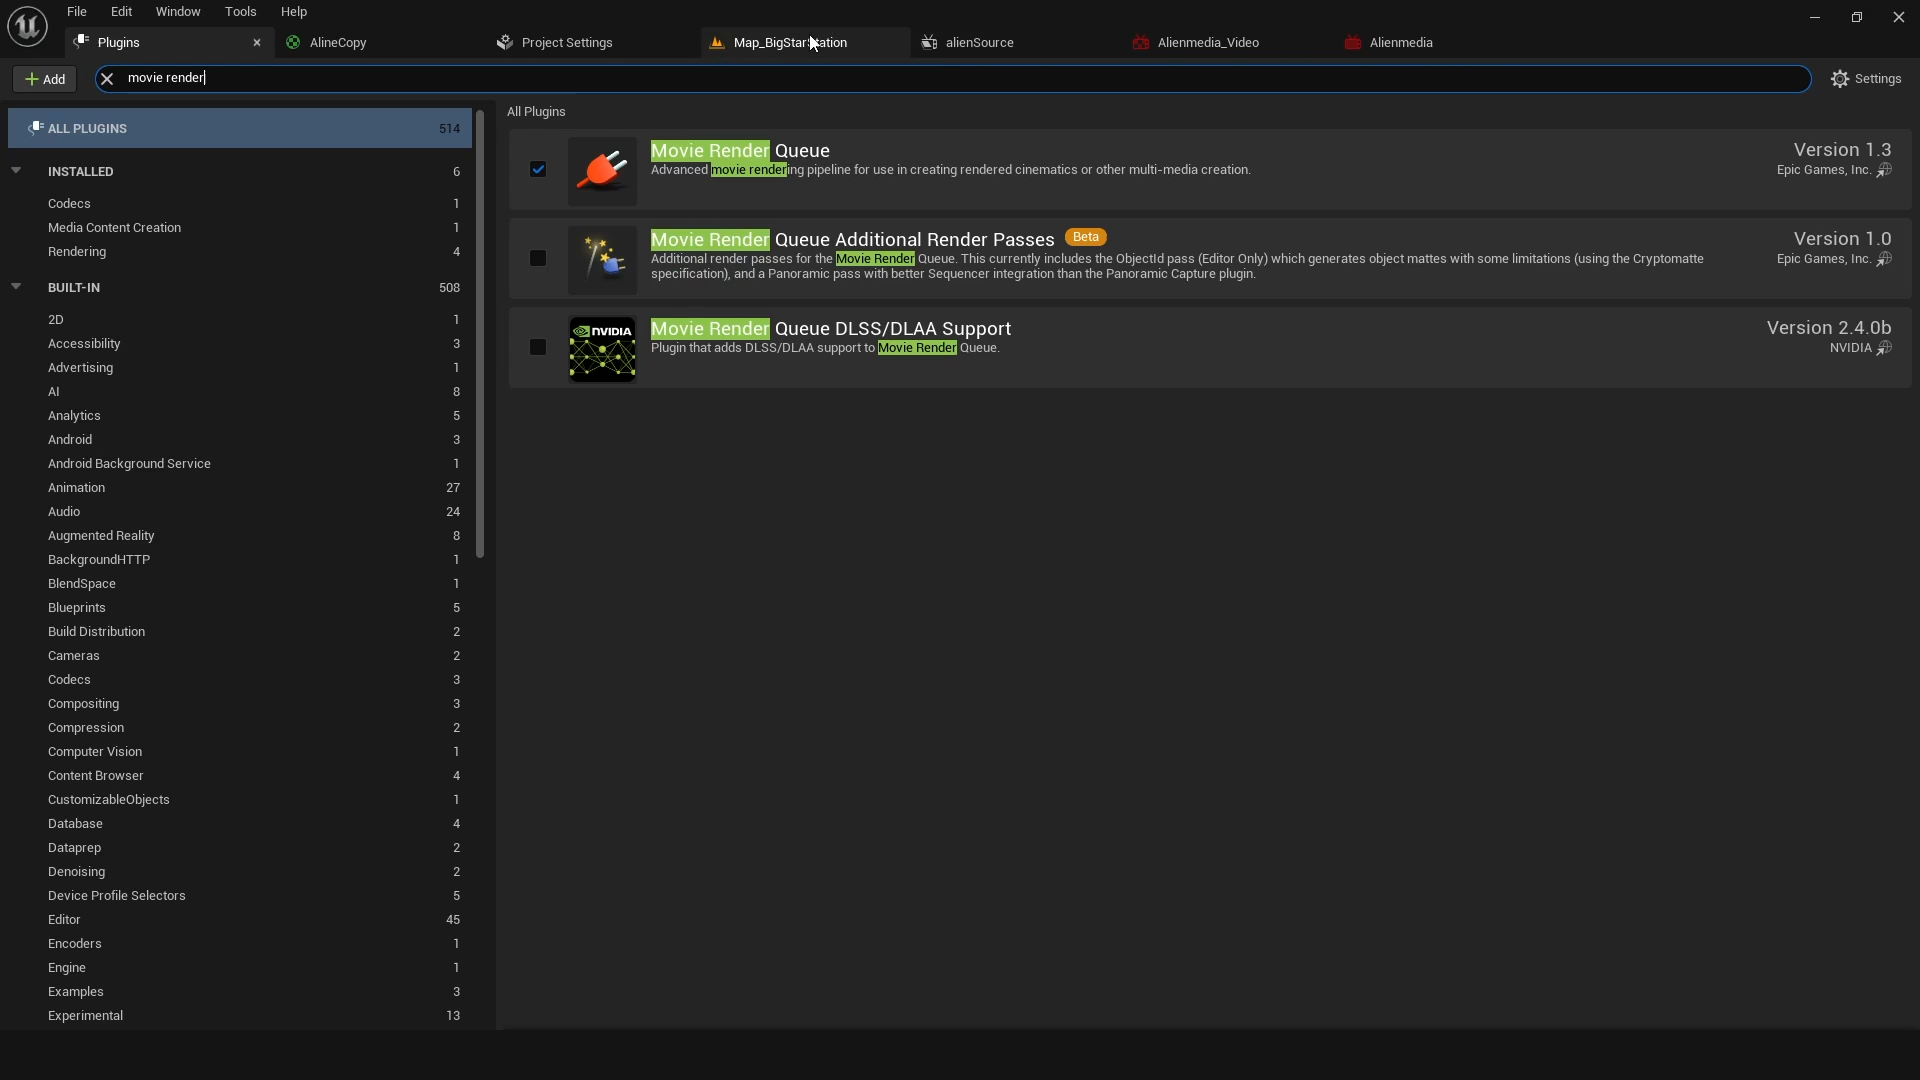 File Edit Window Tools Help
Plugins AlineCopy Project Settings Map_BigStarStation alienSource Alienmedia_Video Alienmedia
Add movie render Settings
ALL PLUGINS 514
INSTALLED 6
Codecs 1
Media Content Creation 1
Rendering 4
BUILT-IN 508
2D 1
Accessibility 3
Advertising 1
AI 8
Analytics 5
Android 3
Android Background Service 1
Animation 27
Audio 24
Augmented Reality 8
BackgroundHTTP 1
BlendSpace 1
Blueprints 5
Build Distribution 2
Cameras 2
Codecs 3
Compositing 3
Compression 2
Computer Vision 1
Content Browser 4
CustomizableObjects 1
Database 4
Dataprep 2
Denoising 2
Device Profile Selectors 5
Editor 45
Encoders 1
Engine 1
Examples 3
Experimental 13
All Plugins
Movie Render Queue Version 1.3
Advanced movie rendering pipeline for use in creating rendered cinematics or other multi-media creation. Epic Games, Inc.
Movie Render Queue Additional Render Passes Beta Version 1.0
Additional render passes for the Movie Render Queue. This currently includes the ObjectId pass (Editor Only) which generates object mattes with some limitations (using the Cryptomatte Epic Games, Inc.
specification), and a Panoramic pass with better Sequencer integration than the Panoramic Capture plugin.
NVIDIA Movie Render Queue DLSS/DLAA Support Version 2.4.0b
Plugin that adds DLSS/DLAA support to Movie Render Queue. NVIDIA